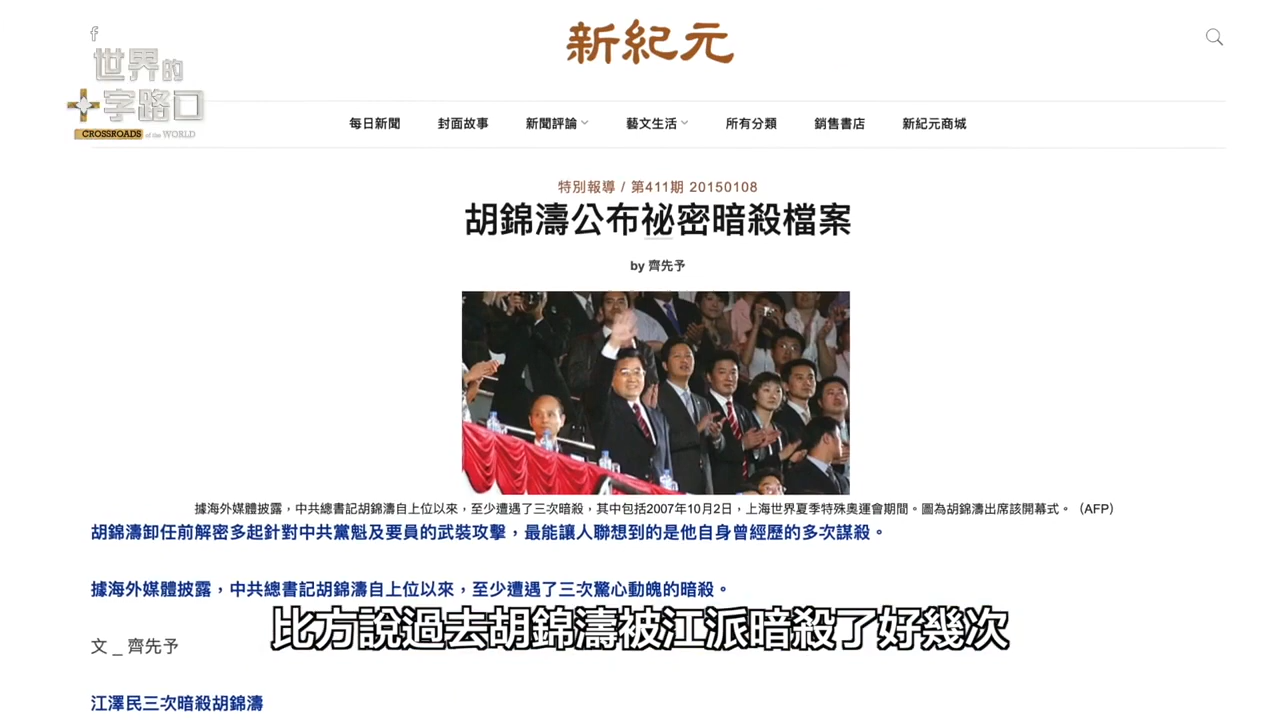 f
世界的
十字路口
CROSSROADS of the WORLD
新紀元
每日新聞 封面故事 新聞評論 藝文生活 所有分類 銷售書店 新紀元商城
特別報導 / 第411期 20150108
胡錦濤公布祕密暗殺檔案
by 齊先予
據海外媒體披露，中共總書記胡錦濤自上位以來，至少遭遇了三次暗殺，其中包括2007年10月2日，上海世界夏季特殊奧運會期間。圖為胡錦濤出席該開幕式。（AFP）
胡錦濤卸任前解密多起針對中共黨魁及要員的武裝攻擊，最能讓人聯想到的是他自身曾經歷的多次謀殺。
據海外媒體披露，中共總書記胡錦濤自上位以來，至少遭遇了三次驚心動魄的暗殺。
比方說過去胡錦濤被江派暗殺了好幾次
文 _ 齊先予
江澤民三次暗殺胡錦濤